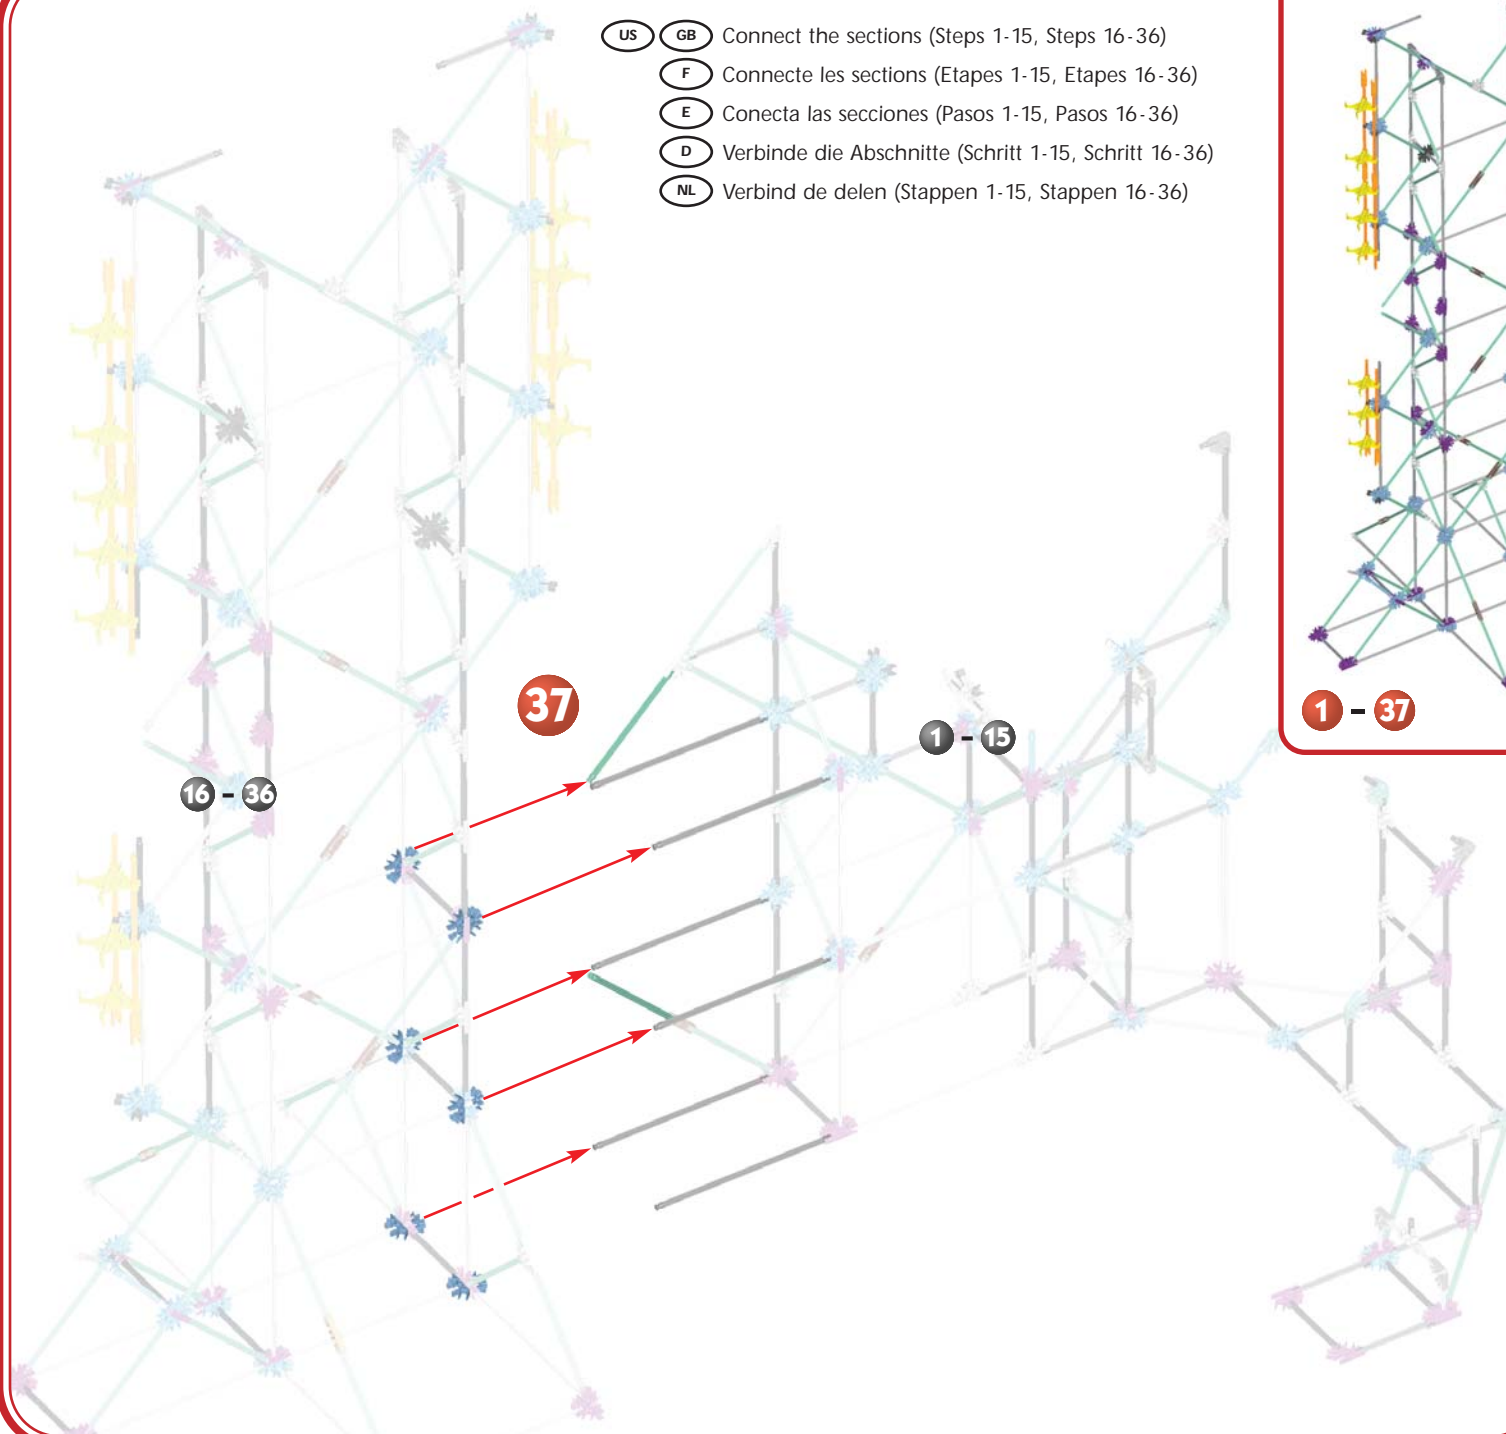 US GB Connect the sections (Steps 1-15, Steps 16-36)
F Connecte les sections (Etapes 1-15, Etapes 16-36)
E Conecta las secciones (Pasos 1-15, Pasos 16-36)
D Verbinde die Abschnitte (Schritt 1-15, Schritt 16-36)
NL Verbind de delen (Stappen 1-15, Stappen 16-36)
37
1 - 37
1 - 15
16 - 36